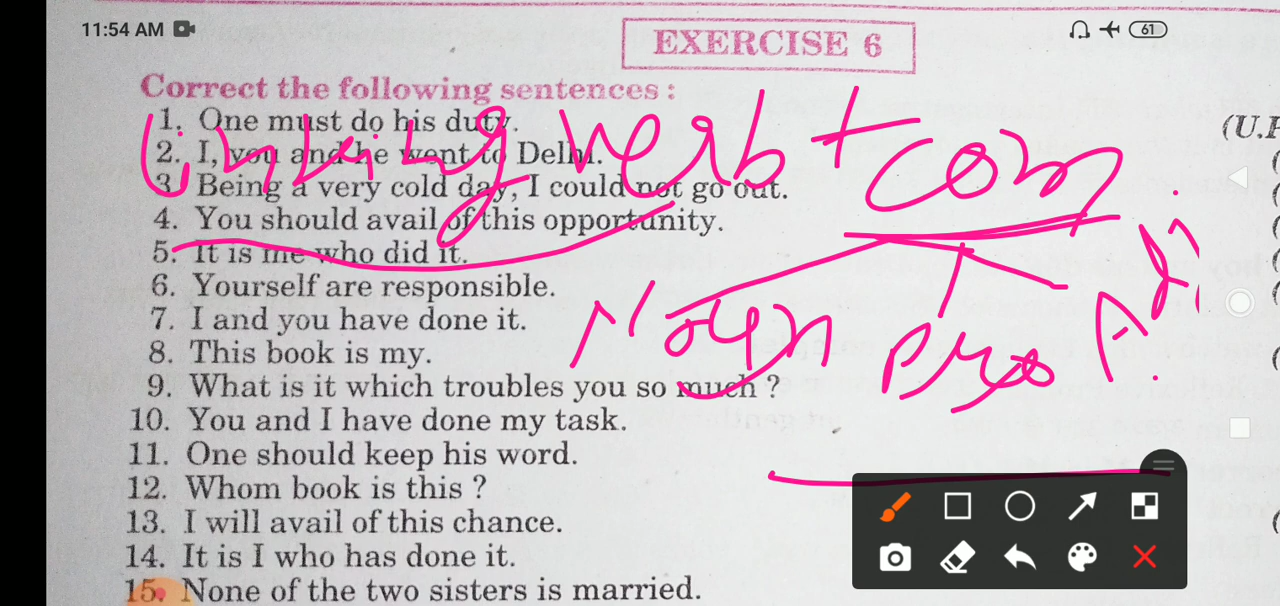 11:54 AM
61
EXERCISE 6
Correct the following sentences :
(U.P
1. One must do his duty.
2. I, you and he went to Delhi.
3. Being a very cold day, I could not go out.
4. You should avail of this opportunity.
5. It is me who did it.
6. Yourself are responsible.
7. I and you have done it.
8. This book is my.
9. What is it which troubles you so much ?
10. You and I have done my task.
11. One should keep his word.
12. Whom book is this ?
13. I will avail of this chance.
14. It is I who has done it.
15. None of the two sisters is married.
Linking verb + com
Noun pro Adj